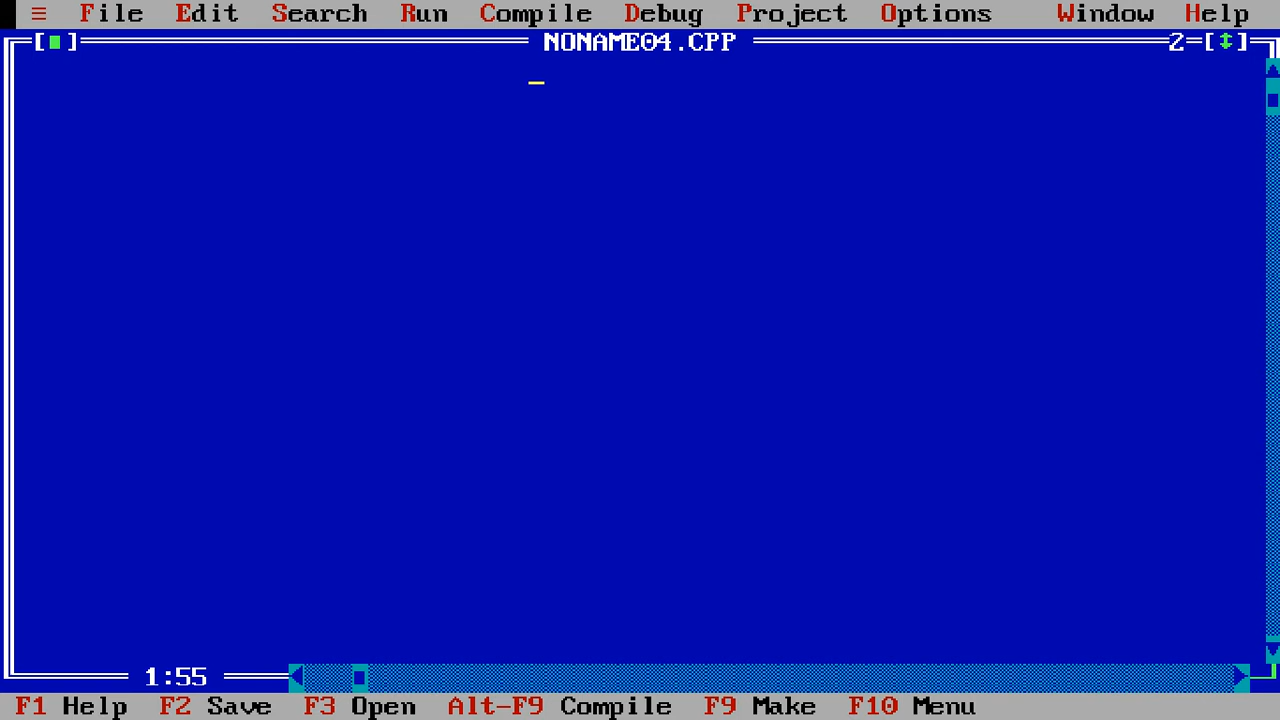 ≡ File Edit Search Run Compile Debug Project Options Window Help
[■] NONAME04.CPP 2=[↕]
1:55
F1 Help F2 Save F3 Open Alt-F9 Compile F9 Make F10 Menu